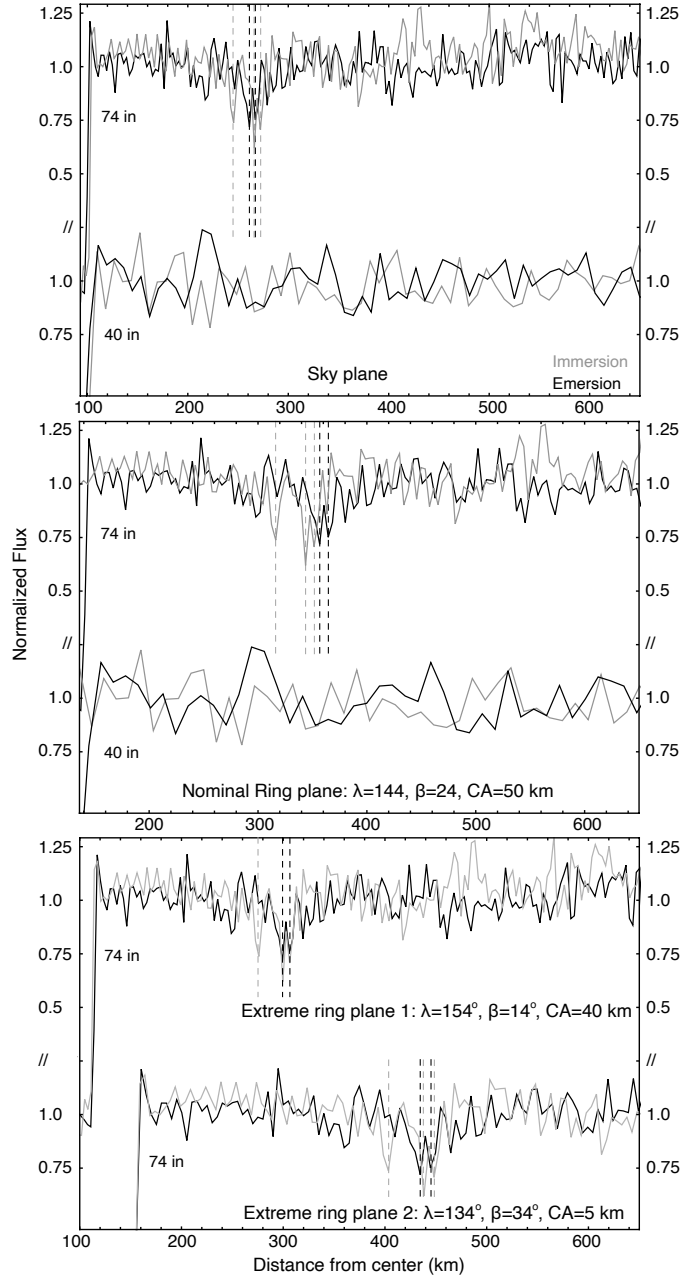 1.25 1.25
1.0 1.0
74 in
0.75 0.75
0.5 0.5
// //
1.0 1.0
40 in
0.75 0.75
Immersion
Sky plane
Emersion
100 200 300 400 500 600
1.25 1.25
1.0 1.0
74 in
0.75 0.75
0.5 0.5
Normalized Flux
// //
1.0 1.0
40 in
0.75 0.75
Nominal Ring plane: λ=144, β=24, CA=50 km
200 300 400 500 600
1.25 1.25
1.0 1.0
74 in
0.75 0.75
Extreme ring plane 1: λ=154°, β=14°, CA=40 km
0.5 0.5
// //
1.0 1.0
74 in
0.75 0.75
Extreme ring plane 2: λ=134°, β=34°, CA=5 km
100 200 300 400 500 600
Distance from center (km)